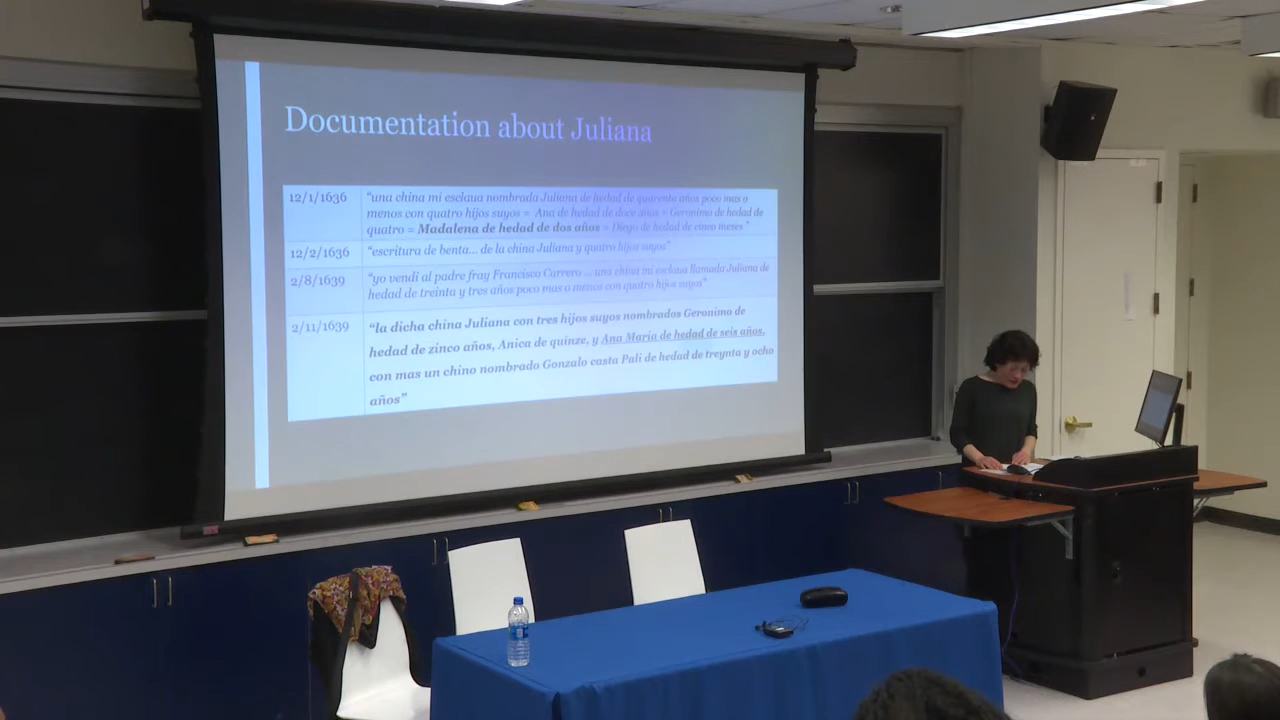 Documentation about Juliana
12/1/1636
“una china mi esclaua nombrada Juliana de hedad de quarenta años poco mas o
menos con quatro hijos suyos = Ana de hedad de doce años = Geronimo de hedad de
quatro = Madalena de hedad de dos años = Diego de hedad de cinco meses ”
12/2/1636
“escritura de benta... de la china Juliana y quatro hijos suyos”
2/8/1639
“yo vendi al padre fray Francisco Carrero ... una china mi esclaua llamada Juliana de
hedad de treinta y tres años poco mas o menos con quatro hijos suyos”
2/11/1639
“la dicha china Juliana con tres hijos suyos nombrados Geronimo de
hedad de zinco años, Anica de quinze, y Ana Maria de hedad de seis años,
con mas un chino nombrado Gonzalo casta Pali de hedad de treynta y ocho
años”